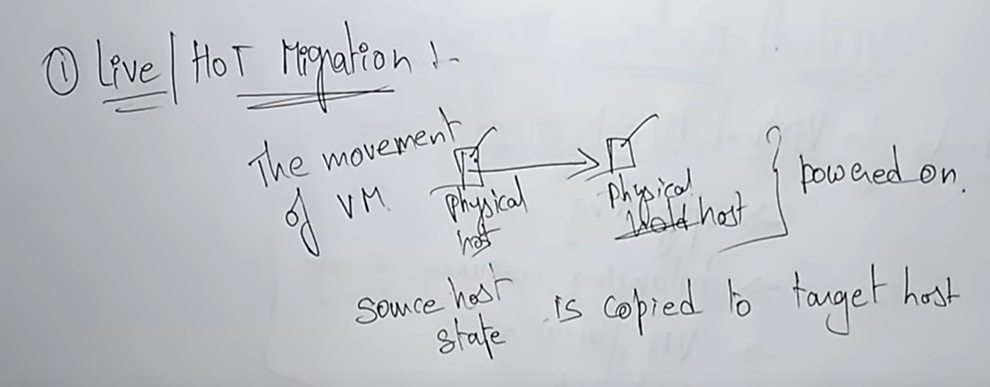 ① Live/HOT Migration :-
The movement of VM.
physical host
physical host
powered on.
source host state is copied to target host